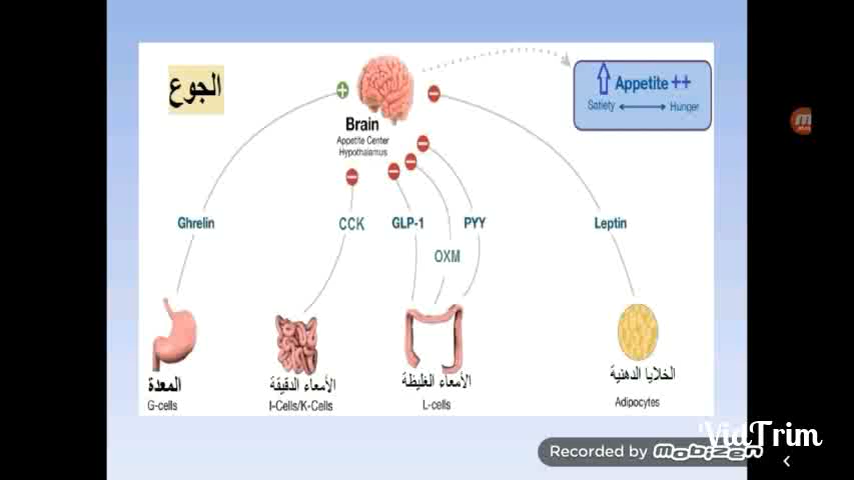 الجوع
Appetite ++
Satiety Hunger
Brain
Appetite Center
Hypothalamus
Ghrelin
CCK
GLP-1
PYY
Leptin
OXM
المعدة
G-cells
الأمعاء الدقيقة
I-Cells/K-Cells
الأمعاء الغليظة
L-cells
الخلايا الدهنية
Adipocytes
VidTrim
Recorded by Mobizen